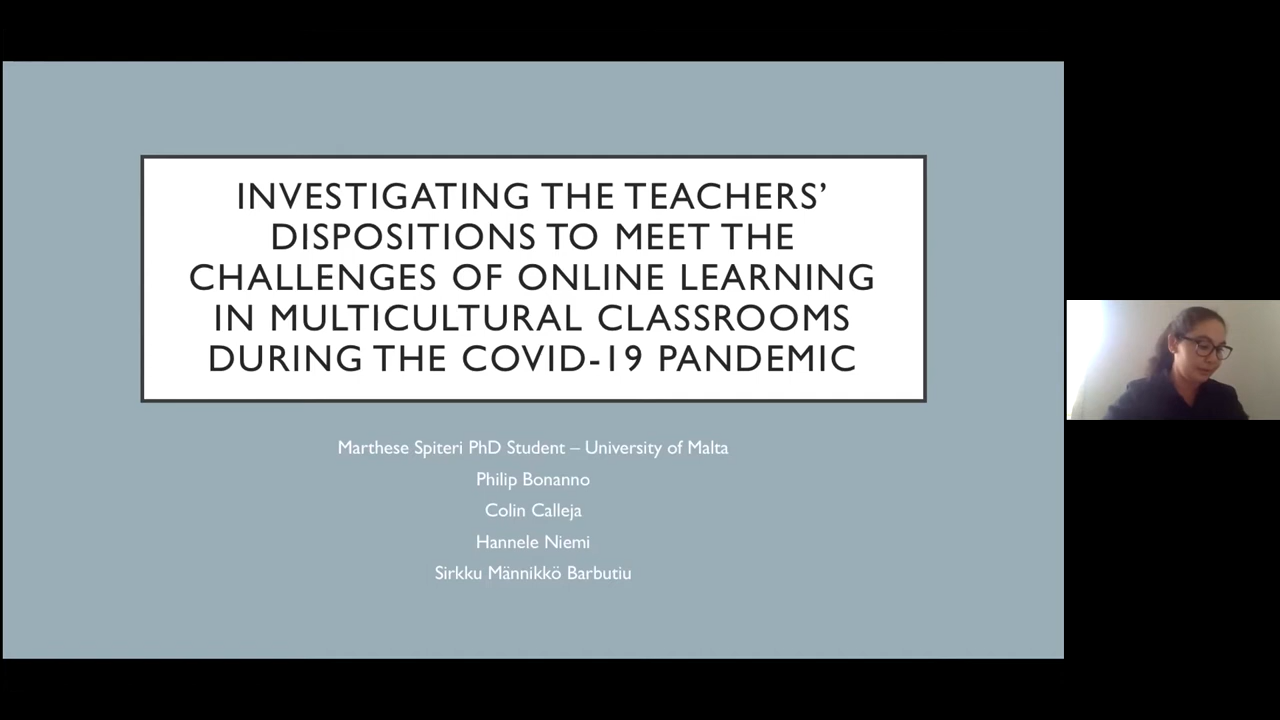 INVESTIGATING THE TEACHERS’
DISPOSITIONS TO MEET THE
CHALLENGES OF ONLINE LEARNING
IN MULTICULTURAL CLASSROOMS
DURING THE COVID-19 PANDEMIC
Marthese Spiteri PhD Student – University of Malta
Philip Bonanno
Colin Calleja
Hannele Niemi
Sirkku Männikkö Barbutiu